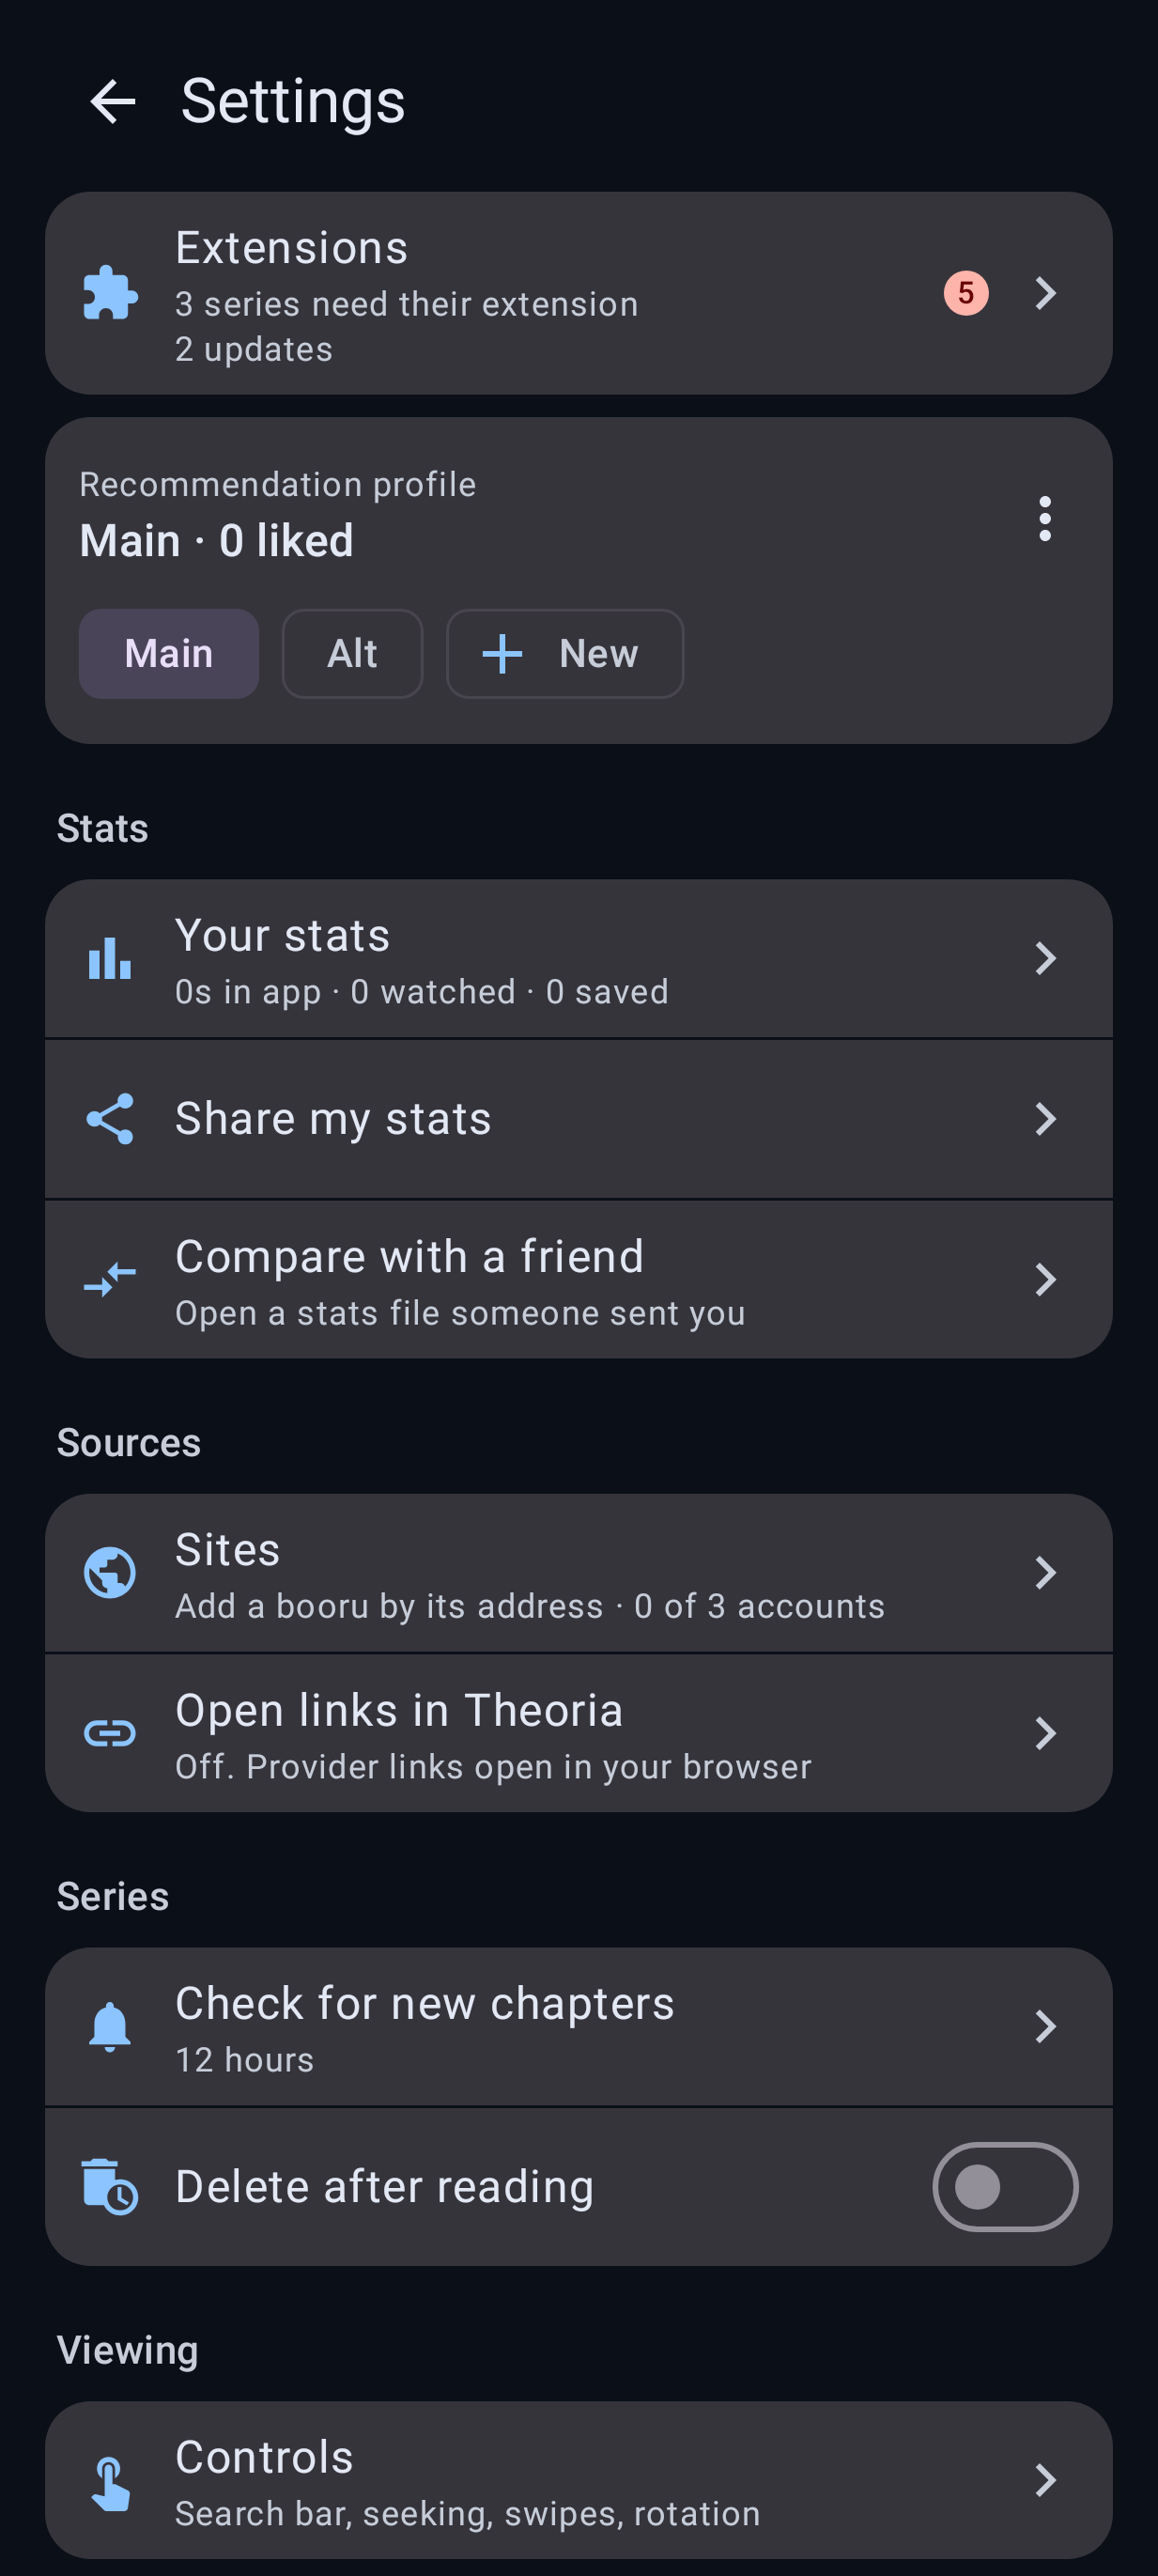 Settings
Extensions
3 series need their extension
2 updates
5
Recommendation profile
Main · 0 liked
Main
Alt
New
Stats
Your stats
0s in app · 0 watched · 0 saved
Share my stats
Compare with a friend
Open a stats file someone sent you
Sources
Sites
Add a booru by its address · 0 of 3 accounts
Open links in Theoria
Off. Provider links open in your browser
Series
Check for new chapters
12 hours
Delete after reading
Viewing
Controls
Search bar, seeking, swipes, rotation